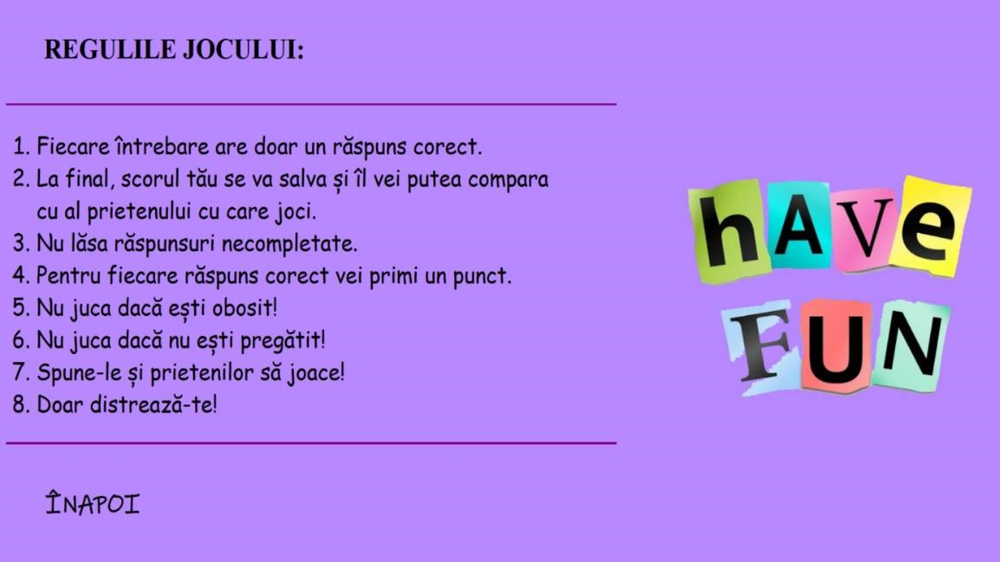 REGULILE JOCULUI:
1. Fiecare întrebare are doar un răspuns corect.
2. La final, scorul tău se va salva și îl vei putea compara
cu al prietenului cu care joci.
3. Nu lăsa răspunsuri necompletate.
4. Pentru fiecare răspuns corect vei primi un punct.
5. Nu juca dacă ești obosit!
6. Nu juca dacă nu ești pregătit!
7. Spune-le și prietenilor să joace!
8. Doar distrează-te!
hAVe
FUN
ÎNAPOI